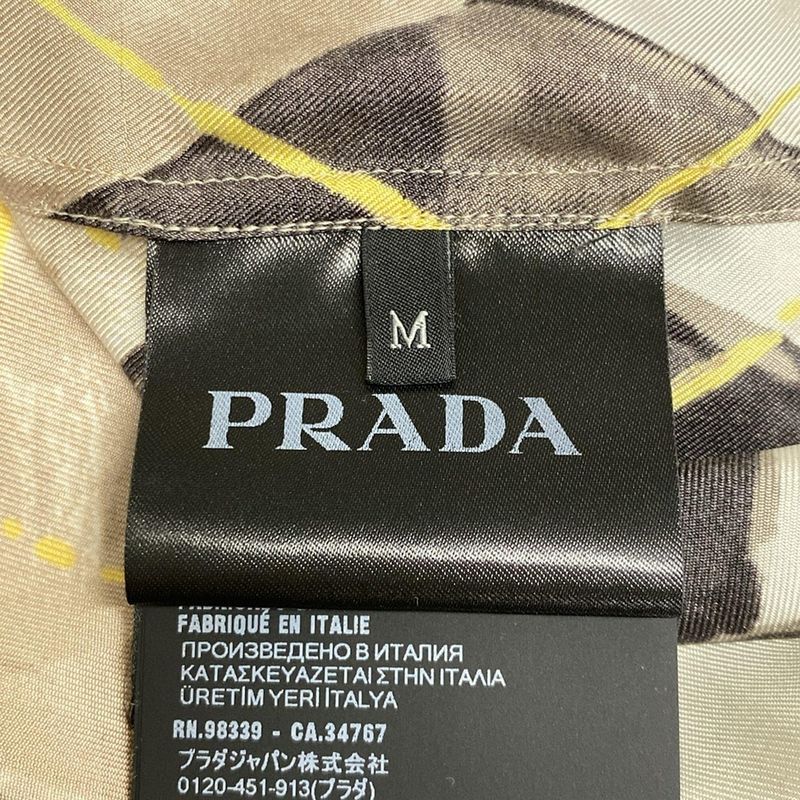 M
PRADA
FABRIQUÉ EN ITALIE
ПРОИЗВЕДЕНО В ИТАЛИЯ
ΚΑΤΑΣΚΕΥΑΖΕΤΑΙ ΣΤΗΝ ΙΤΑΛΙΑ
ÜRETİM YERİ İTALYA
RN.98339 - CA.34767
プラダジャパン株式会社
0120-451-913(プラダ)